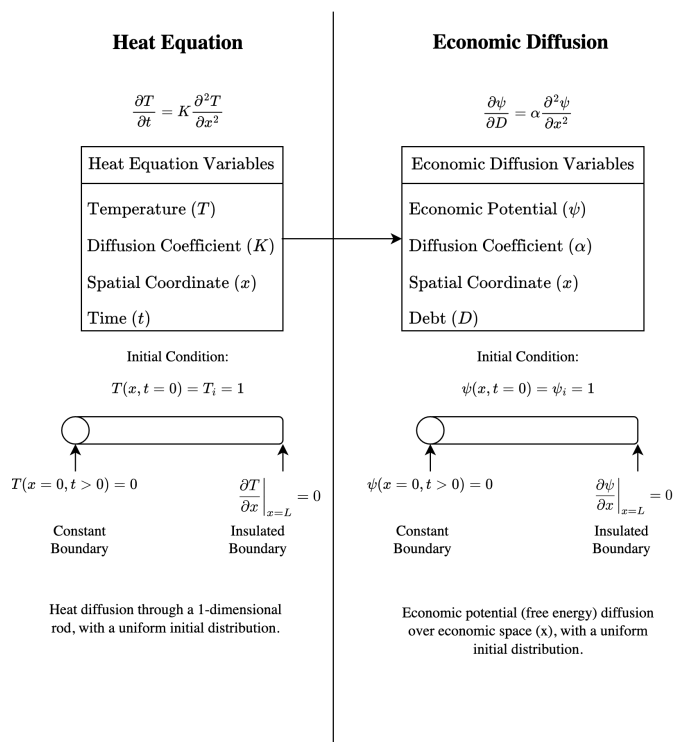 Heat Equation
∂T/∂t = K ∂²T/∂x²
Heat Equation Variables
Temperature (T)
Diffusion Coefficient (K)
Spatial Coordinate (x)
Time (t)
Initial Condition:
T(x, t = 0) = Tᵢ = 1
T(x = 0, t > 0) = 0
∂T/∂x|ₓ₌L = 0
Constant
Boundary
Insulated
Boundary
Heat diffusion through a 1-dimensional
rod, with a uniform initial distribution.
Economic Diffusion
∂ψ/∂D = α ∂²ψ/∂x²
Economic Diffusion Variables
Economic Potential (ψ)
Diffusion Coefficient (α)
Spatial Coordinate (x)
Debt (D)
Initial Condition:
ψ(x, t = 0) = ψᵢ = 1
ψ(x = 0, t > 0) = 0
∂ψ/∂x|ₓ₌L = 0
Constant
Boundary
Insulated
Boundary
Economic potential (free energy) diffusion
over economic space (x), with a uniform
initial distribution.